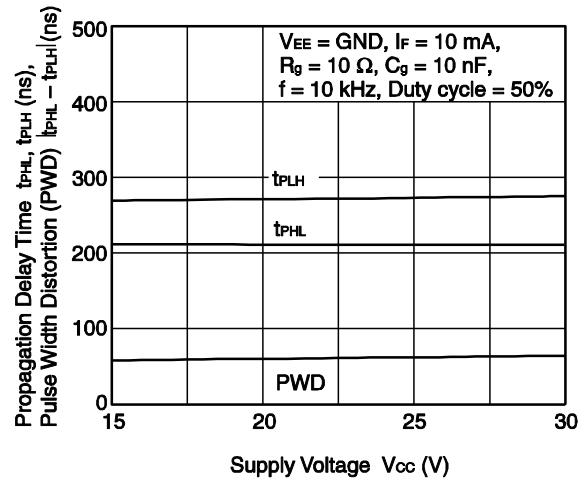 Propagation Delay Time tPHL, tPLH (ns),
Pulse Width Distortion (PWD) |tPHL – tPLH| (ns)
500
400
300
200
100
0
VEE = GND, IF = 10 mA,
Rg = 10 Ω, Cg = 10 nF,
f = 10 kHz, Duty cycle = 50%
tPLH
tPHL
PWD
15
20
25
30
Supply Voltage VCC (V)